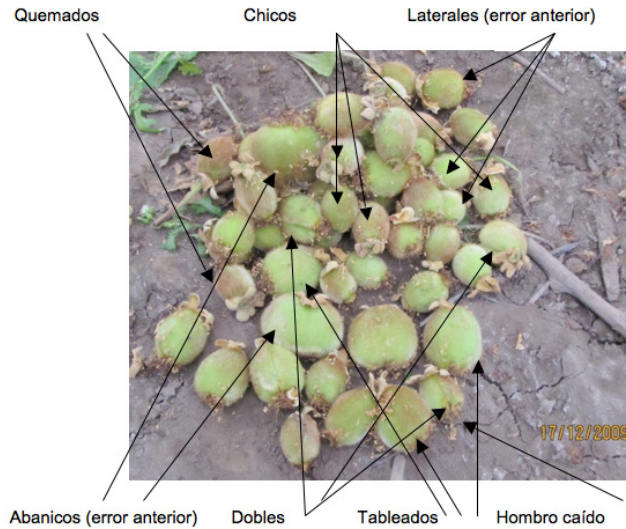 Quemados Chicos Laterales (error anterior)
17/12/2009
Abanicos (error anterior) Dobles Tableados Hombro caído